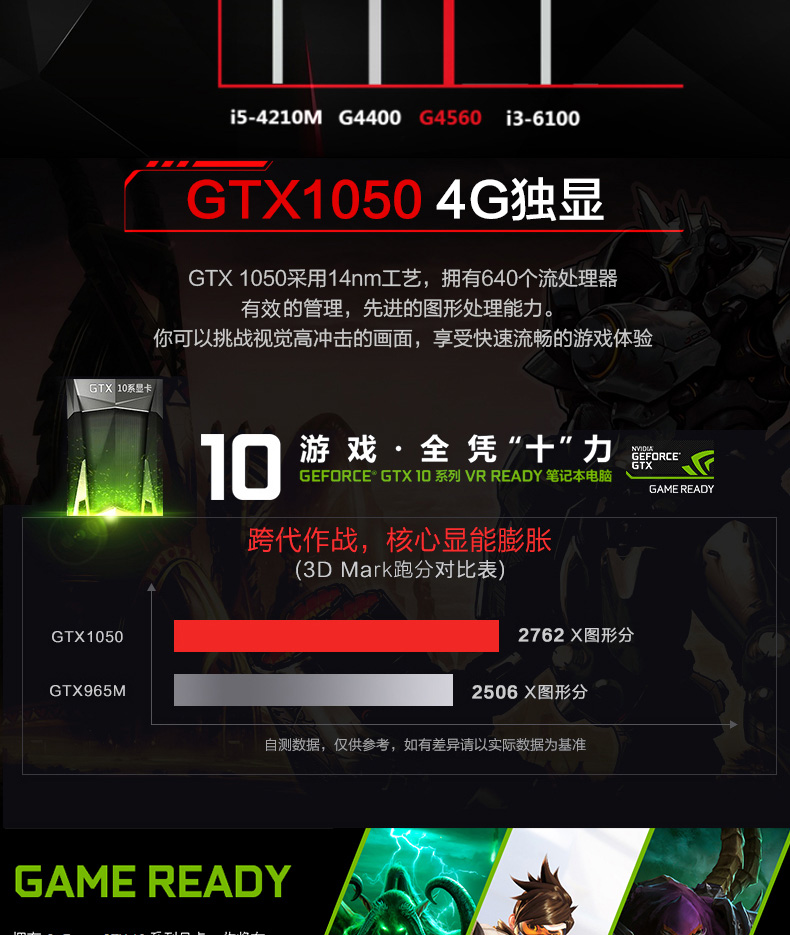 i5-4210M G4400 G4560 i3-6100
GTX1050 4G独显
GTX 1050采用14nm工艺，拥有640个流处理器
有效的管理，先进的图形处理能力。
你可以挑战视觉高冲击的画面，享受快速流畅的游戏体验
GTX 10系显卡
10
游戏·全凭“十”力
GEFORCE® GTX 10 系列 VR READY 笔记本电脑
NVIDIA
GEFORCE®
GTX
GAME READY
跨代作战，核心显能膨胀
(3D Mark跑分对比表)
GTX1050 2762 X图形分
GTX965M 2506 X图形分
自测数据，仅供参考，如有差异请以实际数据为基准
GAME READY